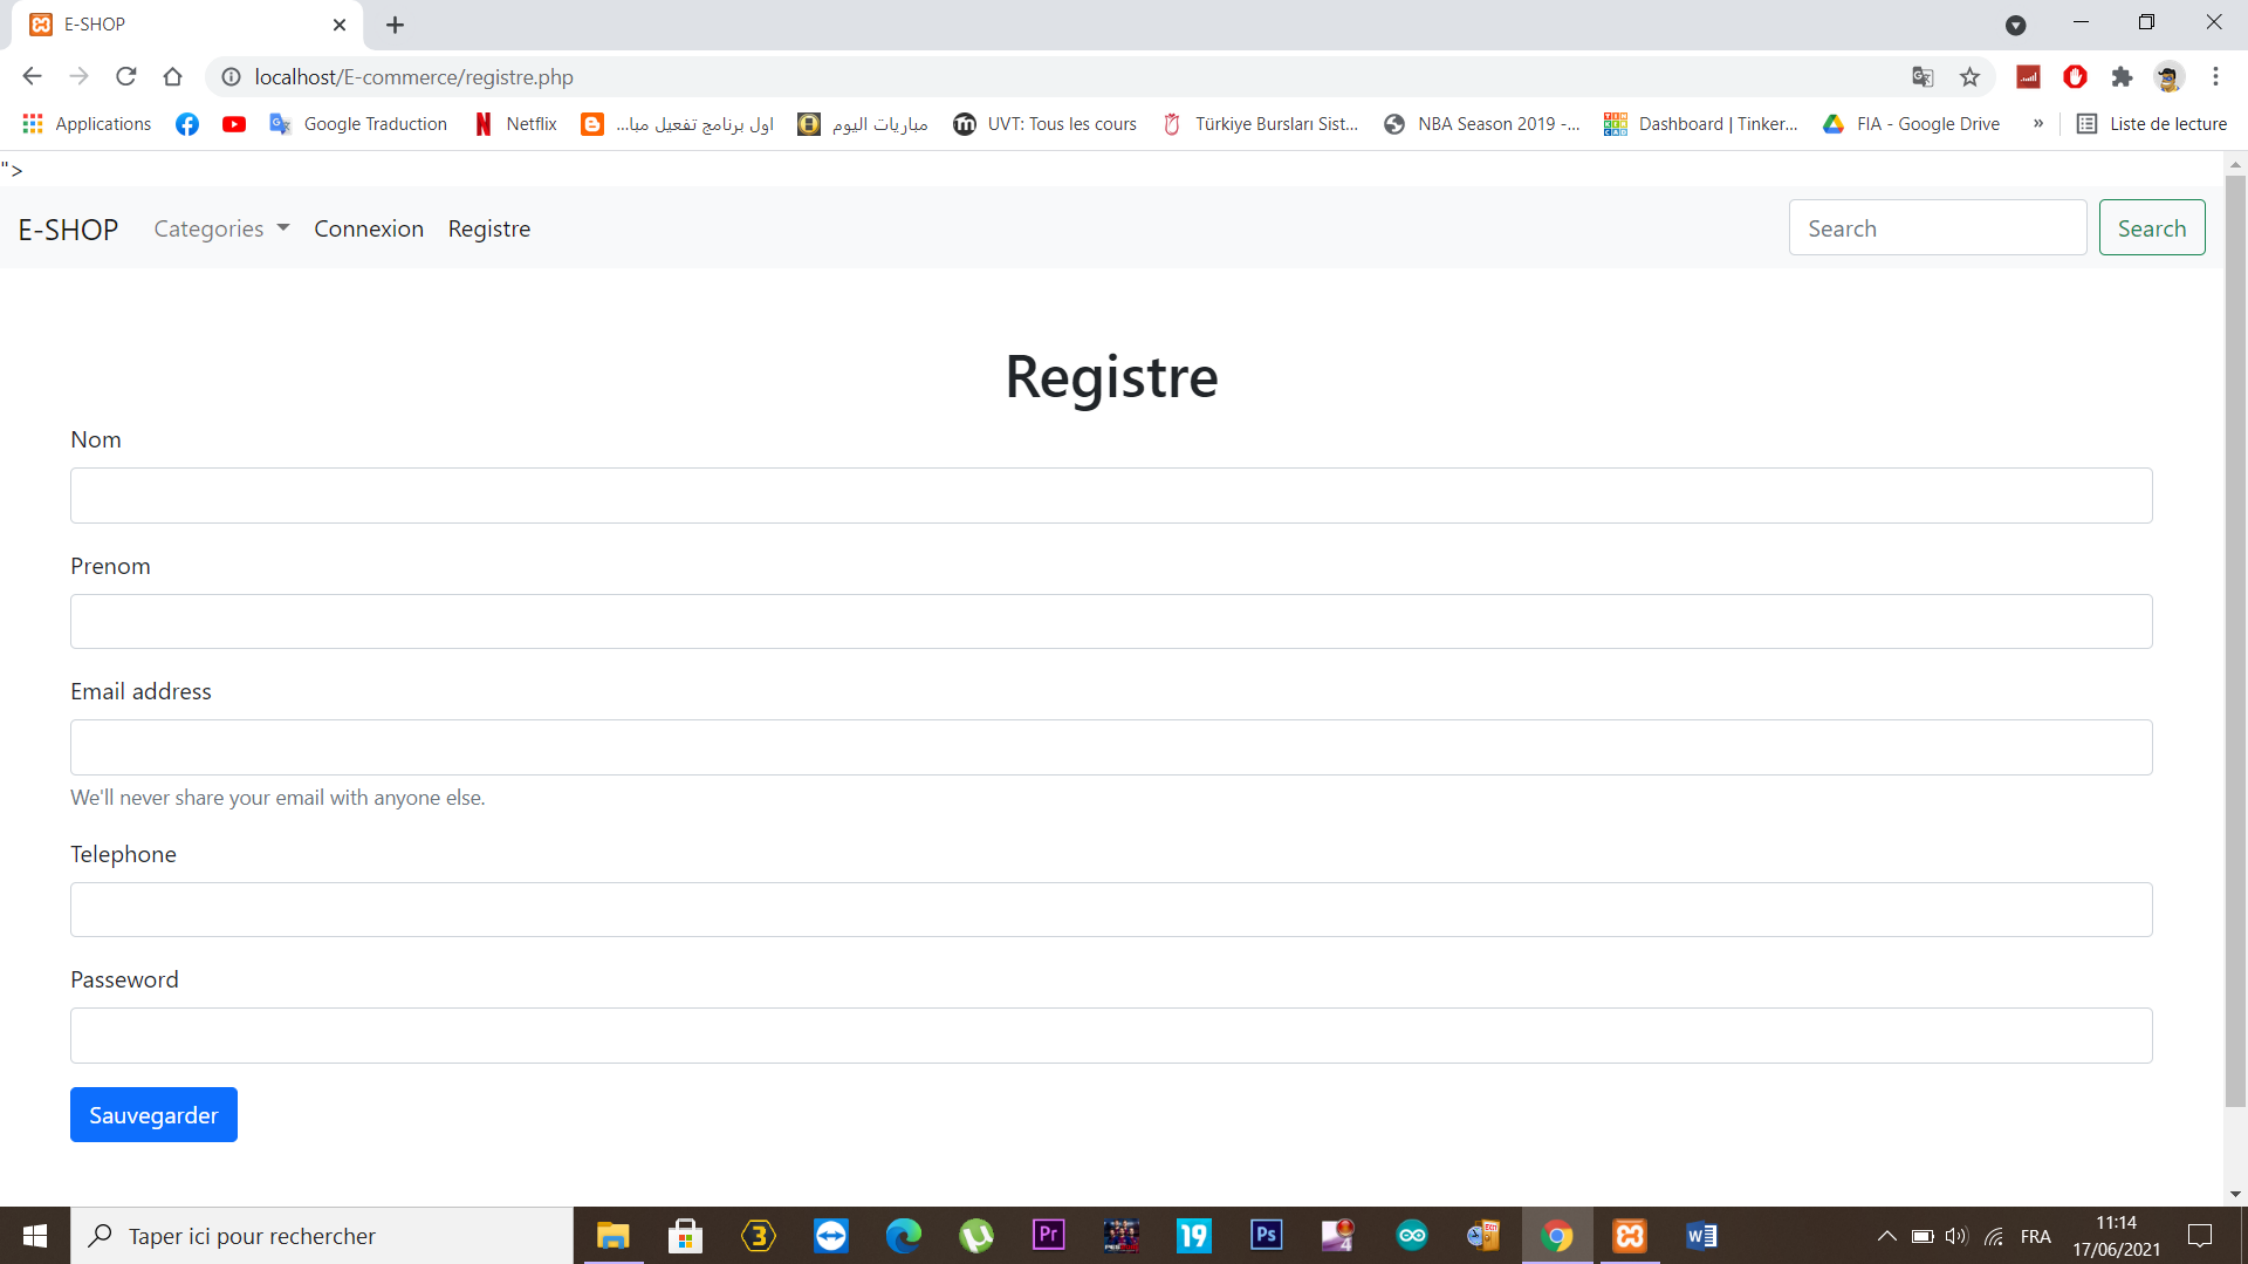 E-SHOP
localhost/E-commerce/registre.php
Applications Google Traduction Netflix اول برنامج تفعيل مبا... مباريات اليوم UVT: Tous les cours Türkiye Bursları Sist... NBA Season 2019 -... Dashboard | Tinker... FIA - Google Drive » Liste de lecture
">
E-SHOP Categories Connexion Registre Search Search
Registre
Nom
Prenom
Email address
We'll never share your email with anyone else.
Telephone
Passeword
Sauvegarder
Taper ici pour rechercher
Pr
19
Ps
FRA
11:14
17/06/2021